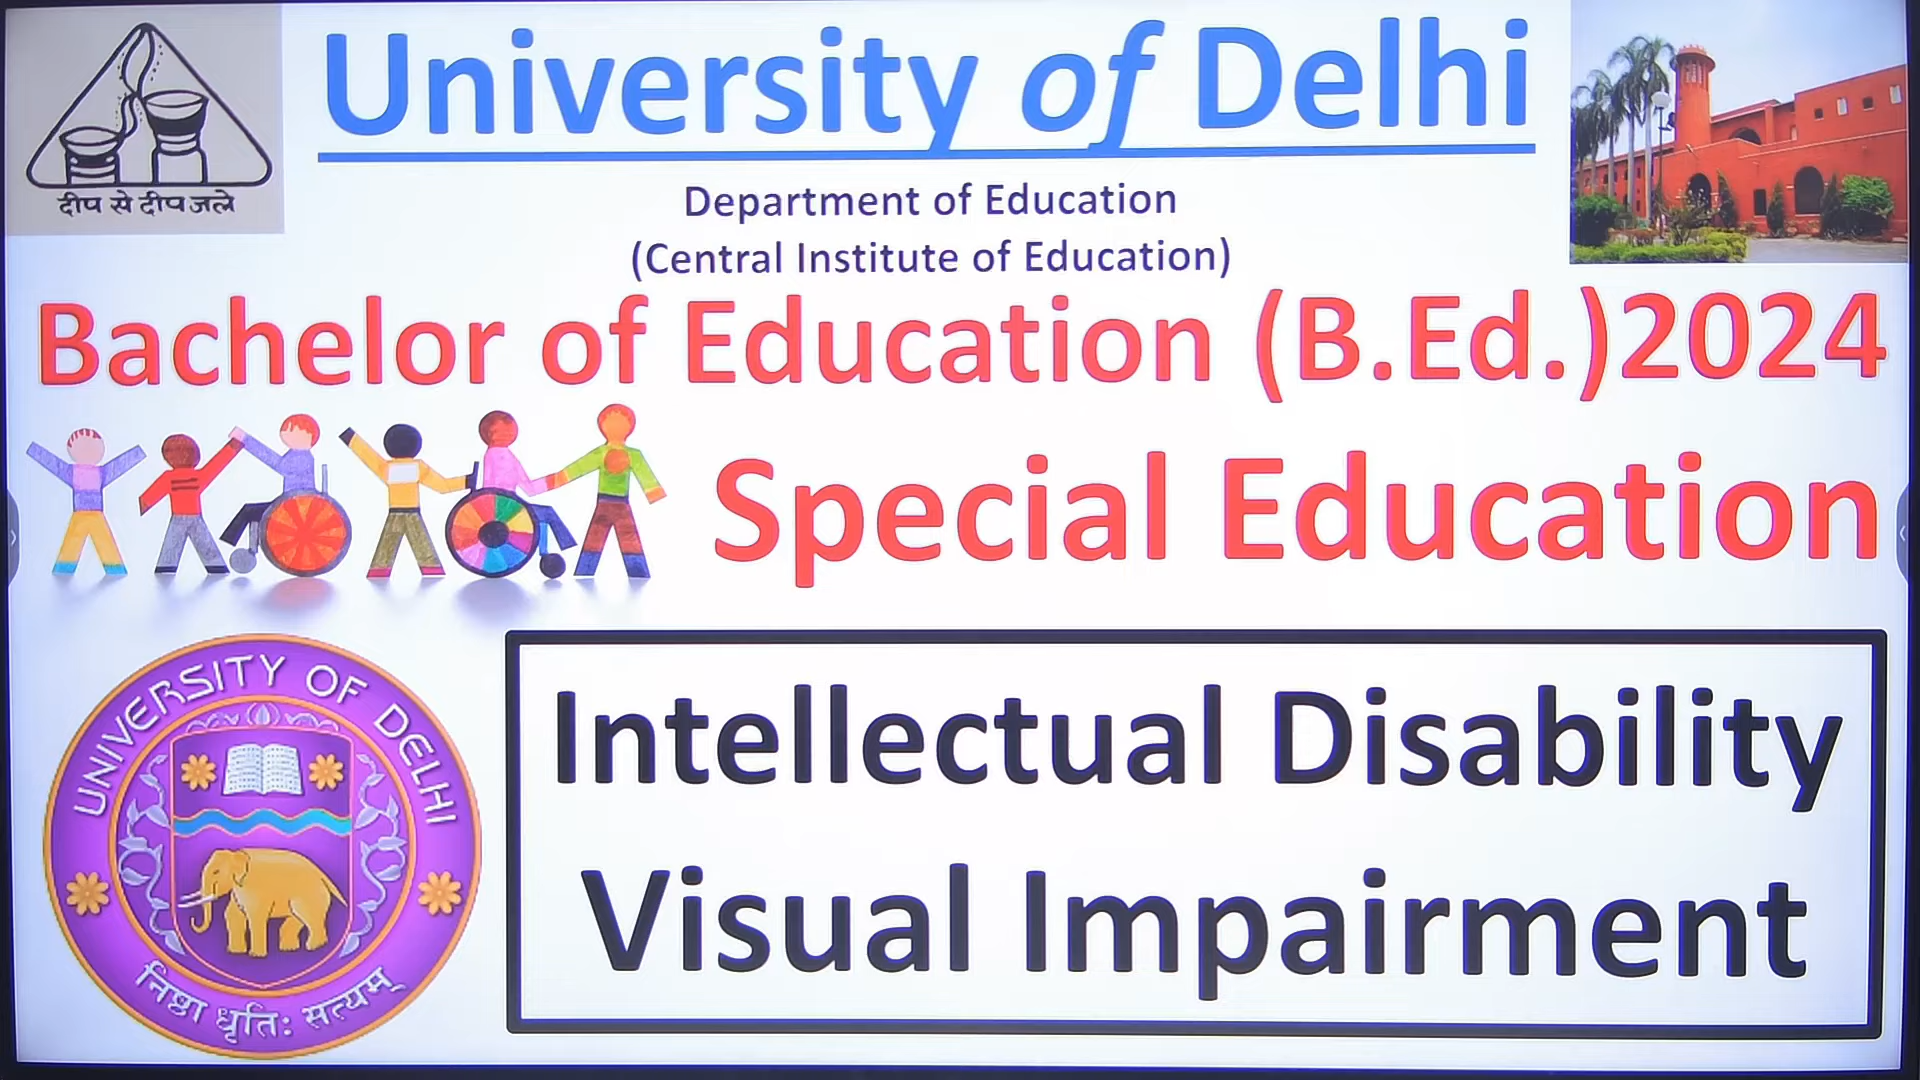 University of Delhi
दीप से दीप जले
Department of Education
(Central Institute of Education)
Bachelor of Education (B.Ed.)2024
Special Education
UNIVERSITY OF DELHI
निष्ठा धृतिः सत्यम्
Intellectual Disability
Visual Impairment